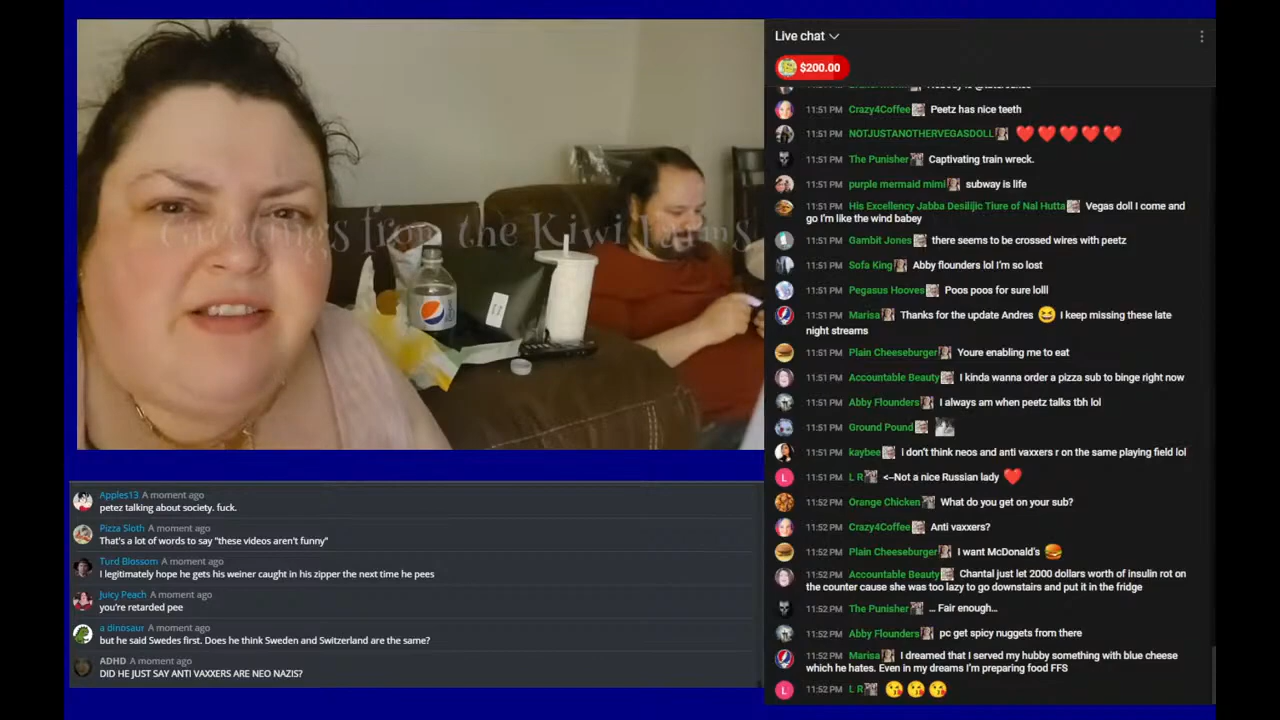 Greetings from the Kiwi Farms
pepsi
Live chat
$200.00
11:51 PM Crazy4Coffee Peetz has nice teeth
11:51 PM NOTJUSTANOTHERVEGASDOLL ❤️❤️❤️❤️❤️
11:51 PM The Punisher Captivating train wreck.
11:51 PM purple mermaid mimi subway is life
11:51 PM His Excellency Jabba Desilijic Tiure of Nal Hutta Vegas doll I come and
go I'm like the wind babey
11:51 PM Gambit Jones there seems to be crossed wires with peetz
11:51 PM Sofa King Abby flounders lol I'm so lost
11:51 PM Pegasus Hooves Poos poos for sure lolll
11:51 PM Marisa Thanks for the update Andres 😆 I keep missing these late
night streams
11:51 PM Plain Cheeseburger Youre enabling me to eat
11:51 PM Accountable Beauty I kinda wanna order a pizza sub to binge right now
11:51 PM Abby Flounders I always am when peetz talks tbh lol
11:51 PM Ground Pound
11:51 PM kaybee I don't think neos and anti vaxxers r on the same playing field lol
L 11:51 PM L R <–Not a nice Russian lady ❤️
11:52 PM Orange Chicken What do you get on your sub?
11:52 PM Crazy4Coffee Anti vaxxers?
11:52 PM Plain Cheeseburger I want McDonald's 🍔
11:52 PM Accountable Beauty Chantal just let 2000 dollars worth of insulin rot on
the counter cause she was too lazy to go downstairs and put it in the fridge
11:52 PM The Punisher ... Fair enough...
11:52 PM Abby Flounders pc get spicy nuggets from there
11:52 PM Marisa I dreamed that I served my hubby something with blue cheese
which he hates. Even in my dreams I'm preparing food FFS
L 11:52 PM L R 😘😘😘
Apples13 A moment ago
petez talking about society. fuck.
Pizza Sloth A moment ago
That's a lot of words to say "these videos aren't funny"
Turd Blossom A moment ago
I legitimately hope he gets his weiner caught in his zipper the next time he pees
Juicy Peach A moment ago
you're retarded pee
a dinosaur A moment ago
but he said Swedes first. Does he think Sweden and Switzerland are the same?
ADHD A moment ago
DID HE JUST SAY ANTI VAXXERS ARE NEO NAZIS?